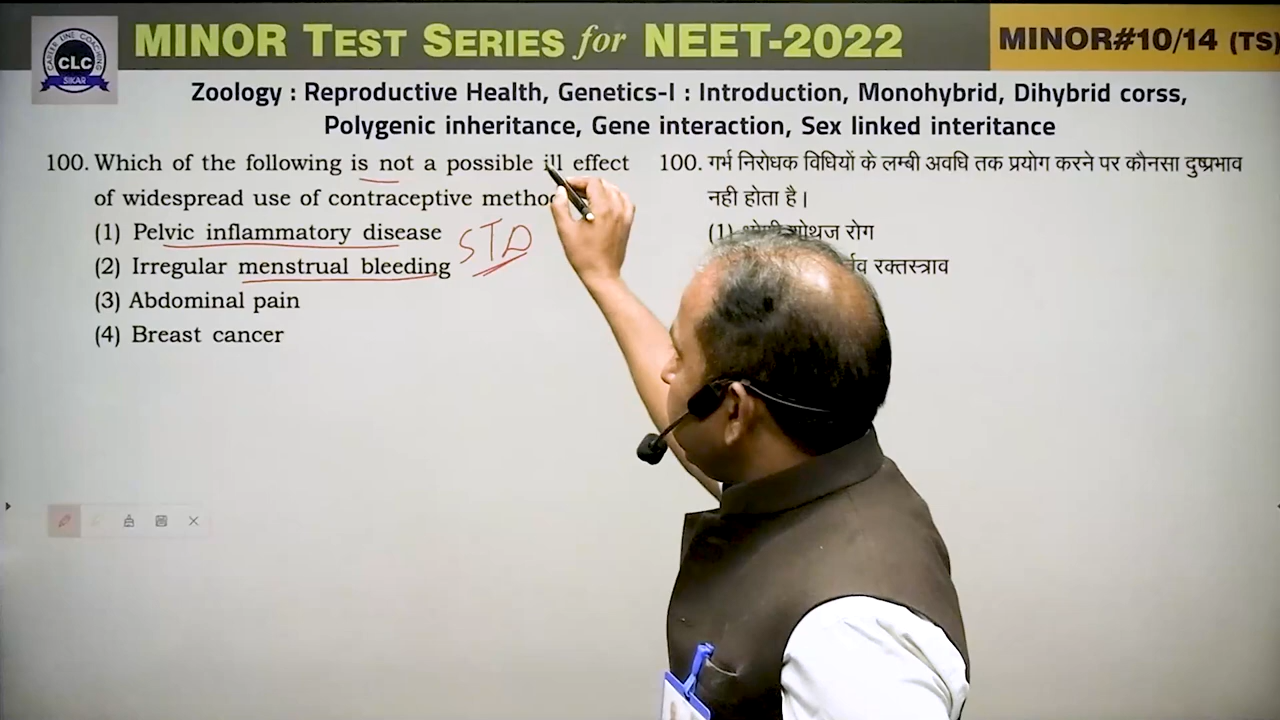 CAREER LINE COACHING
CLC
SIKAR
MINOR TEST SERIES for NEET-2022
MINOR#10/14 (TS)
Zoology : Reproductive Health, Genetics-I : Introduction, Monohybrid, Dihybrid corss,
Polygenic inheritance, Gene interaction, Sex linked interitance
100. Which of the following is not a possible ill effect
of widespread use of contraceptive
(1) Pelvic inflammatory disease
STD
(2) Irregular menstrual bleeding
(3) Abdominal pain
(4) Breast cancer
100. गर्भ निरोधक विधियों के लम्बी अवधि तक प्रयोग करने पर कौनसा दुष्प्रभाव
नही होता है।
(1) रोग
रक्तस्त्राव